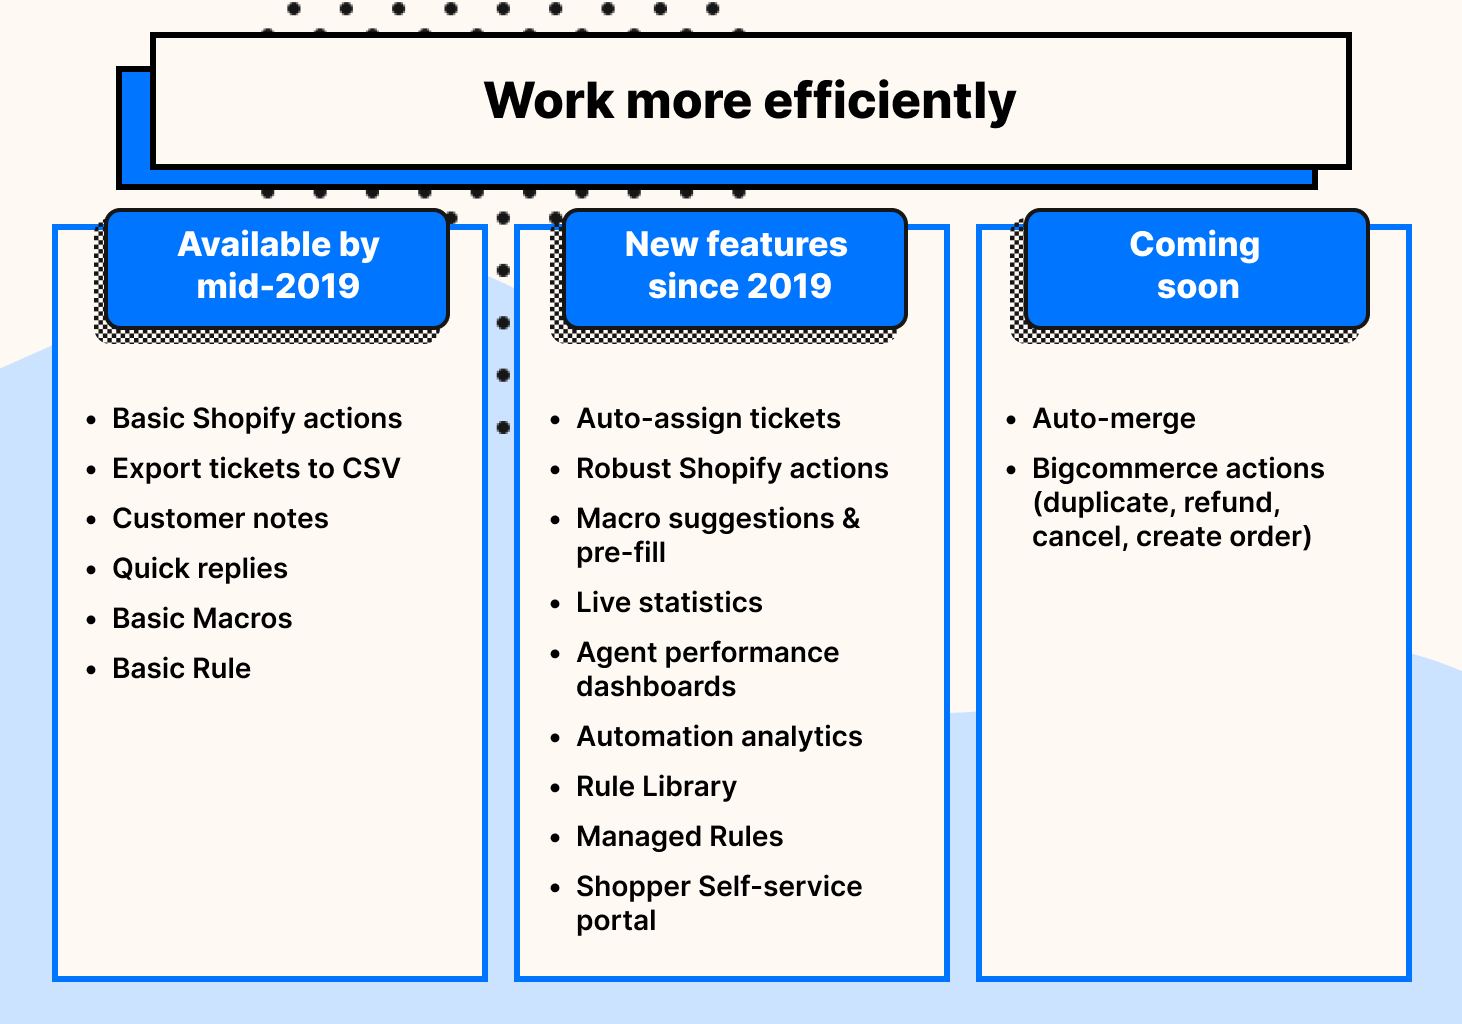 Work more efficiently
Available by
mid-2019
• Basic Shopify actions
• Export tickets to CSV
• Customer notes
• Quick replies
• Basic Macros
• Basic Rule
New features
since 2019
• Auto-assign tickets
• Robust Shopify actions
• Macro suggestions &
pre-fill
• Live statistics
• Agent performance
dashboards
• Automation analytics
• Rule Library
• Managed Rules
• Shopper Self-service
portal
Coming
soon
• Auto-merge
• Bigcommerce actions
(duplicate, refund,
cancel, create order)